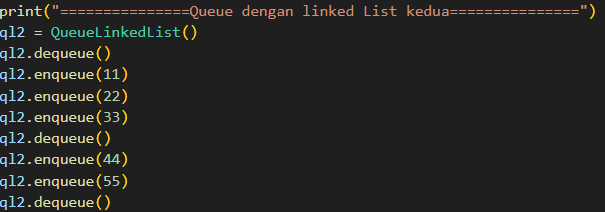 print("===============Queue dengan linked List kedua===============")
ql2 = QueueLinkedList()
ql2.dequeue()
ql2.enqueue(11)
ql2.enqueue(22)
ql2.enqueue(33)
ql2.dequeue()
ql2.enqueue(44)
ql2.enqueue(55)
ql2.dequeue()